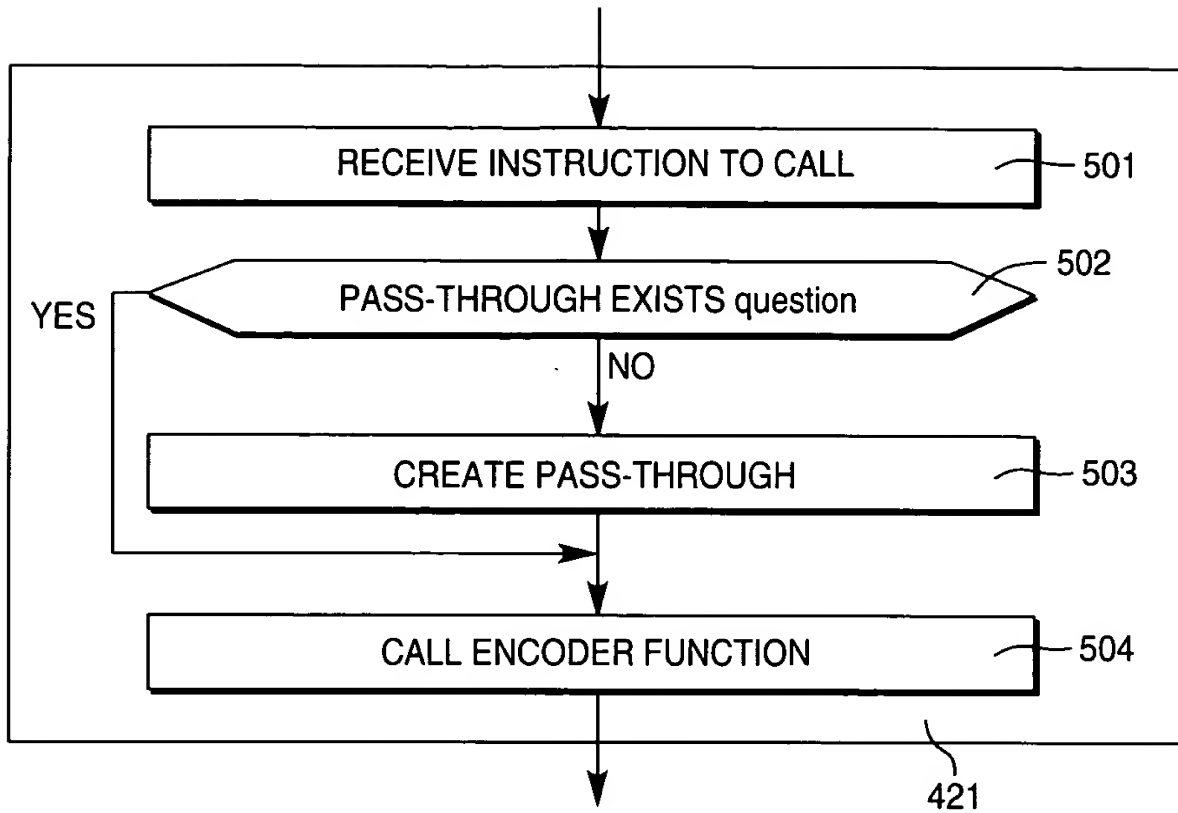 RECEIVE INSTRUCTION TO CALL
501
502
PASS-THROUGH EXISTS question
YES
NO
CREATE PASS-THROUGH
503
CALL ENCODER FUNCTION
504
421